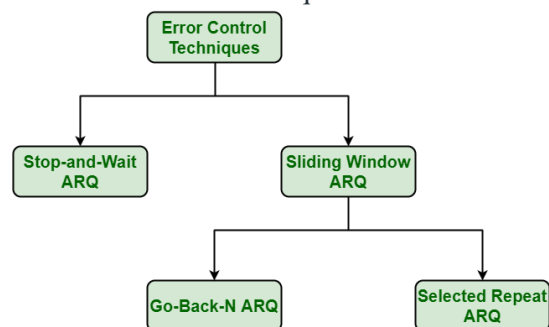 Error Control
Techniques
Stop-and-Wait
ARQ
Sliding Window
ARQ
Go-Back-N ARQ
Selected Repeat
ARQ